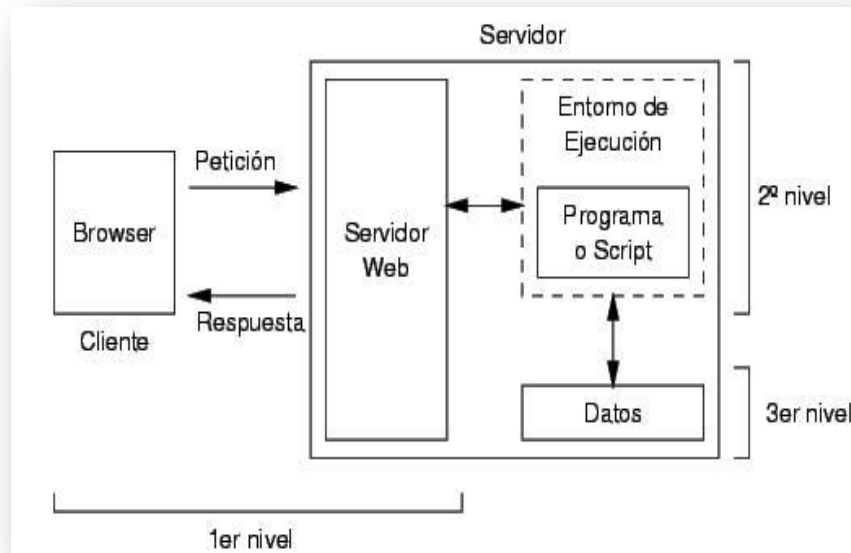 Servidor
Entorno de
Ejecución
Petición
Browser
Servidor
Web
Programa
o Script
2º nivel
Respuesta
Cliente
Datos
3er nivel
1er nivel